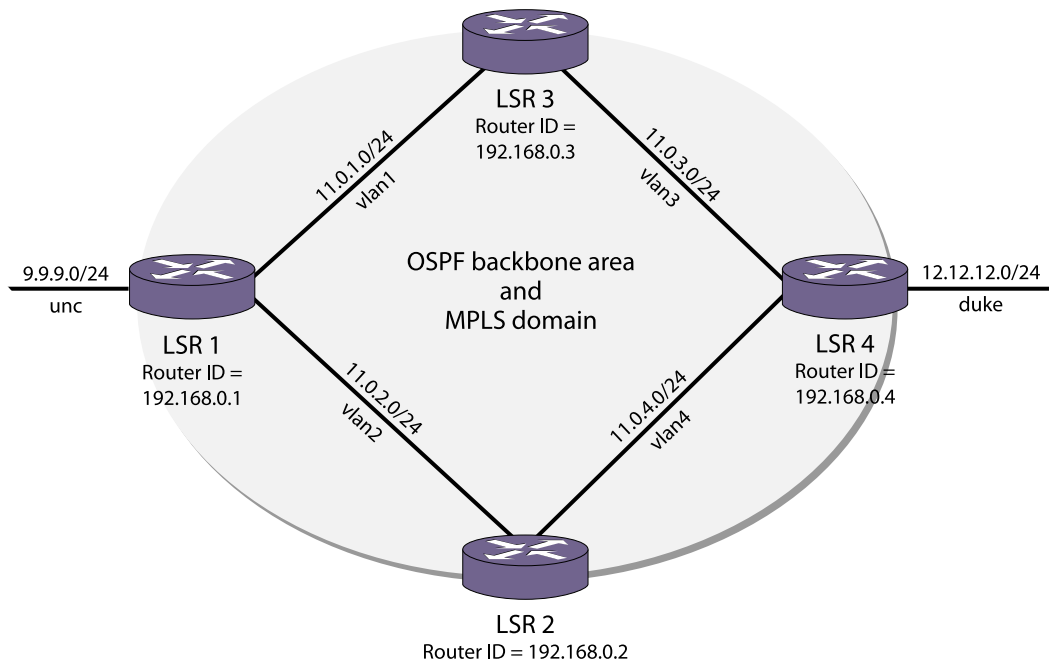 LSR 3
Router ID =
192.168.0.3
11.0.1.0/24
vlan1
11.0.3.0/24
vlan3
9.9.9.0/24
unc
OSPF backbone area
and
MPLS domain
12.12.12.0/24
duke
LSR 1
Router ID =
192.168.0.1
LSR 4
Router ID =
192.168.0.4
11.0.2.0/24
vlan2
11.0.4.0/24
vlan4
LSR 2
Router ID = 192.168.0.2